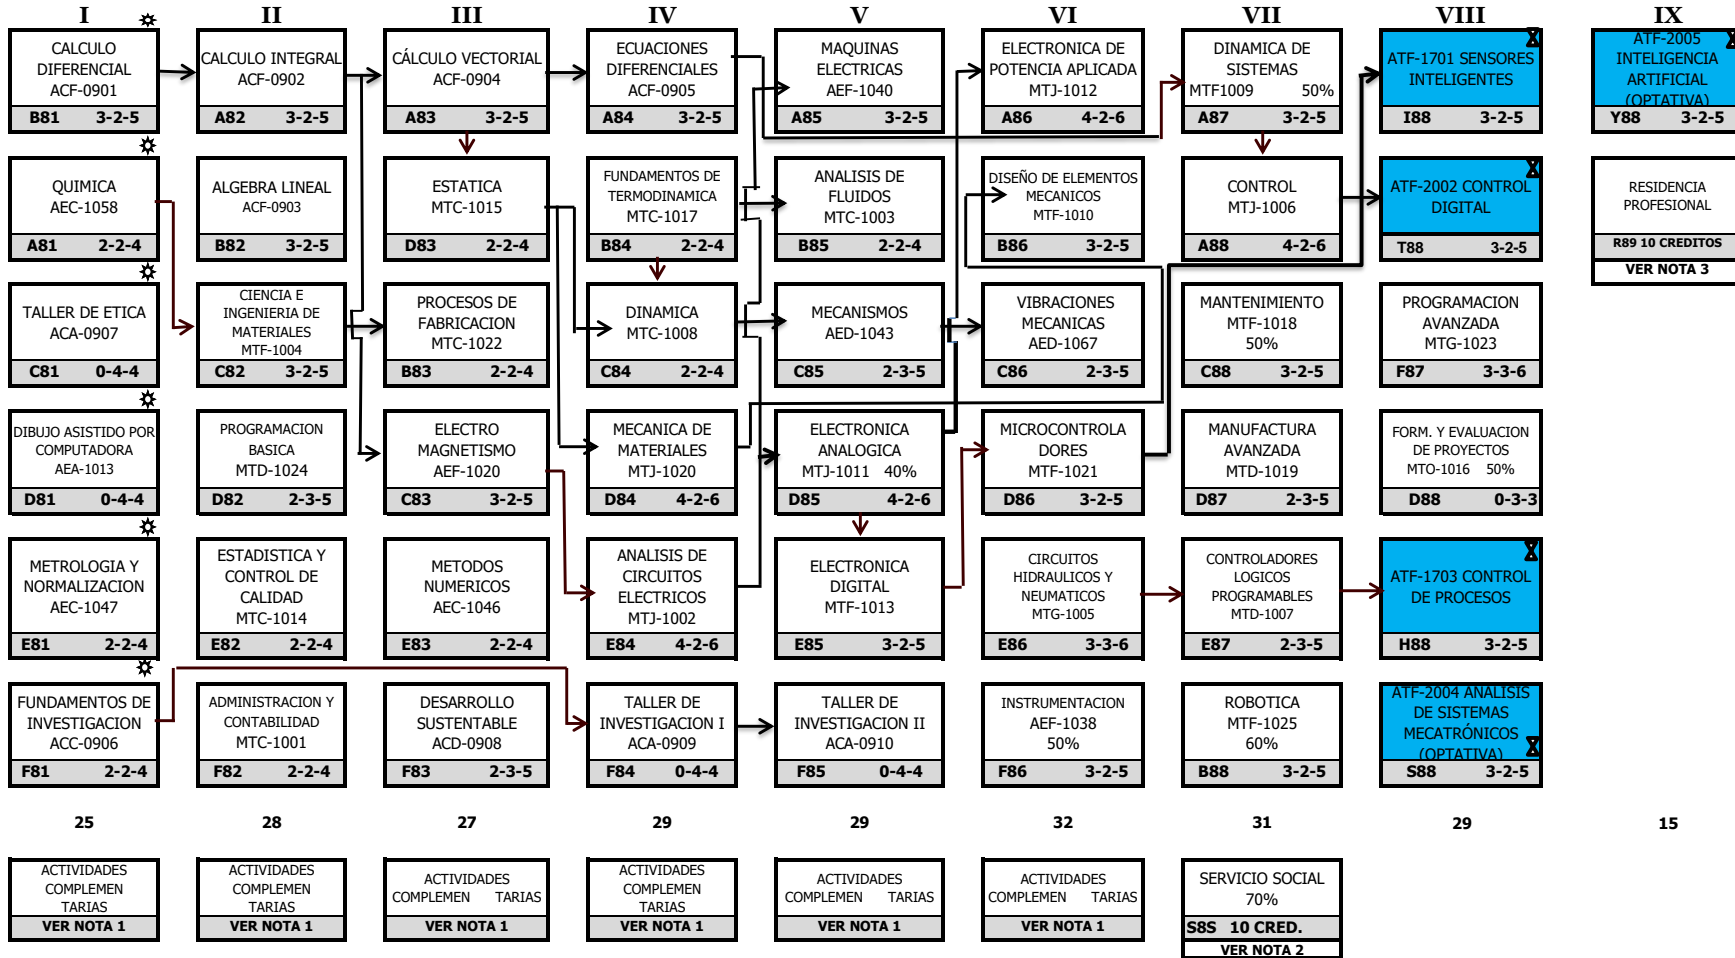 I II III IV V VI VII VIII IX
CALCULO
DIFERENCIAL
ACF-0901
B81 3-2-5
CALCULO INTEGRAL
ACF-0902
A82 3-2-5
CÁLCULO VECTORIAL
ACF-0904
A83 3-2-5
ECUACIONES
DIFERENCIALES
ACF-0905
A84 3-2-5
MAQUINAS
ELECTRICAS
AEF-1040
A85 3-2-5
ELECTRONICA DE
POTENCIA APLICADA
MTJ-1012
A86 4-2-6
DINAMICA DE
SISTEMAS
MTF1009 50%
A87 3-2-5
ATF-1701 SENSORES
INTELIGENTES
I88 3-2-5
ATF-2005
INTELIGENCIA
ARTIFICIAL
(OPTATIVA)
Y88 3-2-5
QUIMICA
AEC-1058
A81 2-2-4
ALGEBRA LINEAL
ACF-0903
B82 3-2-5
ESTATICA
MTC-1015
D83 2-2-4
FUNDAMENTOS DE
TERMODINAMICA
MTC-1017
B84 2-2-4
ANALISIS DE
FLUIDOS
MTC-1003
B85 2-2-4
DISEÑO DE ELEMENTOS
MECANICOS
MTF-1010
B86 3-2-5
CONTROL
MTJ-1006
A88 4-2-6
ATF-2002 CONTROL
DIGITAL
T88 3-2-5
RESIDENCIA
PROFESIONAL
R89 10 CREDITOS
VER NOTA 3
TALLER DE ETICA
ACA-0907
C81 0-4-4
CIENCIA E
INGENIERIA DE
MATERIALES
MTF-1004
C82 3-2-5
PROCESOS DE
FABRICACION
MTC-1022
B83 2-2-4
DINAMICA
MTC-1008
C84 2-2-4
MECANISMOS
AED-1043
C85 2-3-5
VIBRACIONES
MECANICAS
AED-1067
C86 2-3-5
MANTENIMIENTO
MTF-1018
50%
C88 3-2-5
PROGRAMACION
AVANZADA
MTG-1023
F87 3-3-6
DIBUJO ASISTIDO POR
COMPUTADORA
AEA-1013
D81 0-4-4
PROGRAMACION
BASICA
MTD-1024
D82 2-3-5
ELECTRO
MAGNETISMO
AEF-1020
C83 3-2-5
MECANICA DE
MATERIALES
MTJ-1020
D84 4-2-6
ELECTRONICA
ANALOGICA
MTJ-1011 40%
D85 4-2-6
MICROCONTROLA
DORES
MTF-1021
D86 3-2-5
MANUFACTURA
AVANZADA
MTD-1019
D87 2-3-5
FORM. Y EVALUACION
DE PROYECTOS
MTO-1016 50%
D88 0-3-3
METROLOGIA Y
NORMALIZACION
AEC-1047
E81 2-2-4
ESTADISTICA Y
CONTROL DE
CALIDAD
MTC-1014
E82 2-2-4
METODOS
NUMERICOS
AEC-1046
E83 2-2-4
ANALISIS DE
CIRCUITOS
ELECTRICOS
MTJ-1002
E84 4-2-6
ELECTRONICA
DIGITAL
MTF-1013
E85 3-2-5
CIRCUITOS
HIDRAULICOS Y
NEUMATICOS
MTG-1005
E86 3-3-6
CONTROLADORES
LOGICOS
PROGRAMABLES
MTD-1007
E87 2-3-5
ATF-1703 CONTROL
DE PROCESOS
H88 3-2-5
FUNDAMENTOS DE
INVESTIGACION
ACC-0906
F81 2-2-4
ADMINISTRACION Y
CONTABILIDAD
MTC-1001
F82 2-2-4
DESARROLLO
SUSTENTABLE
ACD-0908
F83 2-3-5
TALLER DE
INVESTIGACION I
ACA-0909
F84 0-4-4
TALLER DE
INVESTIGACION II
ACA-0910
F85 0-4-4
INSTRUMENTACION
AEF-1038
50%
F86 3-2-5
ROBOTICA
MTF-1025
60%
B88 3-2-5
ATF-2004 ANALISIS
DE SISTEMAS
MECATRÓNICOS
(OPTATIVA)
S88 3-2-5
25 28 27 29 29 32 31 29 15
ACTIVIDADES
COMPLEMEN
TARIAS
VER NOTA 1
ACTIVIDADES
COMPLEMEN
TARIAS
VER NOTA 1
ACTIVIDADES
COMPLEMEN TARIAS
VER NOTA 1
ACTIVIDADES
COMPLEMEN
TARIAS
VER NOTA 1
ACTIVIDADES
COMPLEMEN TARIAS
VER NOTA 1
ACTIVIDADES
COMPLEMEN TARIAS
VER NOTA 1
SERVICIO SOCIAL
70%
S8S 10 CRED.
VER NOTA 2